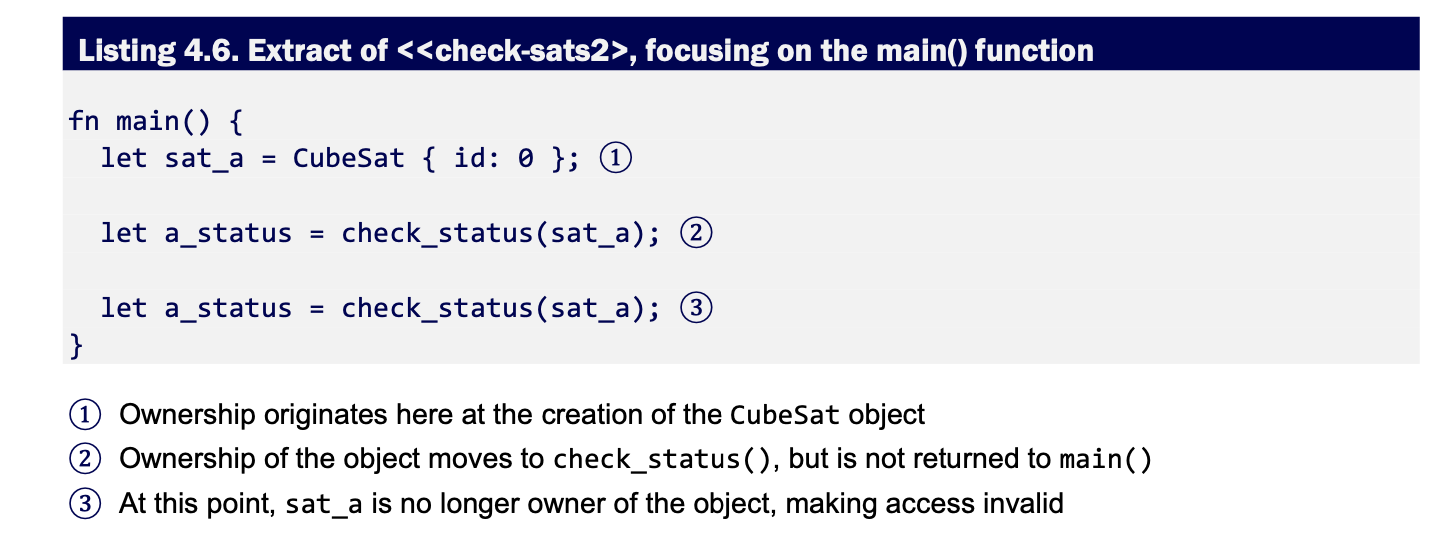 Listing 4.6. Extract of <<check-sats2>, focusing on the main() function
fn main() {
let sat_a = CubeSat { id: 0 }; ①
let a_status = check_status(sat_a); ②
let a_status = check_status(sat_a); ③
}
① Ownership originates here at the creation of the CubeSat object
② Ownership of the object moves to check_status(), but is not returned to main()
③ At this point, sat_a is no longer owner of the object, making access invalid